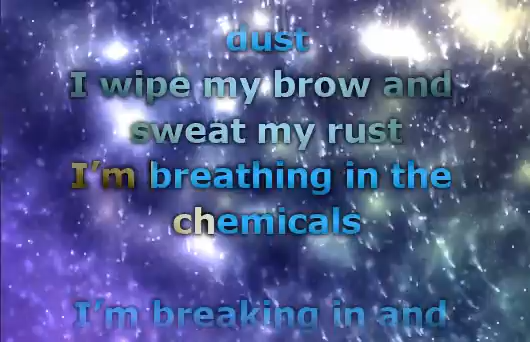 dust
I wipe my brow and
sweat my rust
I'm breathing in the
chemicals
I'm breaking in and